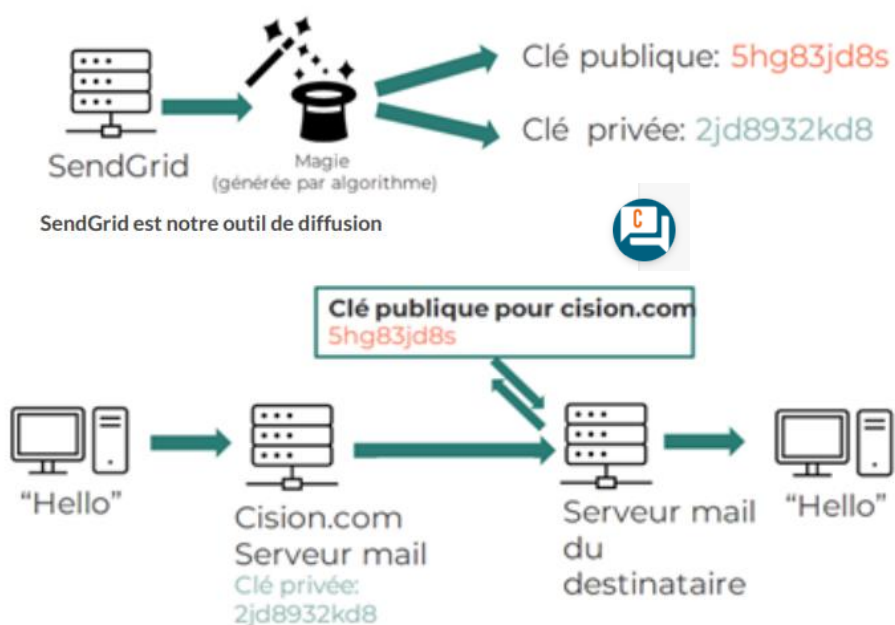 Clé publique: 5hg83jd8s
Clé privée: 2jd8932kd8
SendGrid
Magie
(générée par algorithme)
SendGrid est notre outil de diffusion
C
Clé publique pour cision.com
5hg83jd8s
“Hello”
Cision.com
Serveur mail
Clé privée:
2jd8932kd8
Serveur mail
du
destinataire
“Hello”